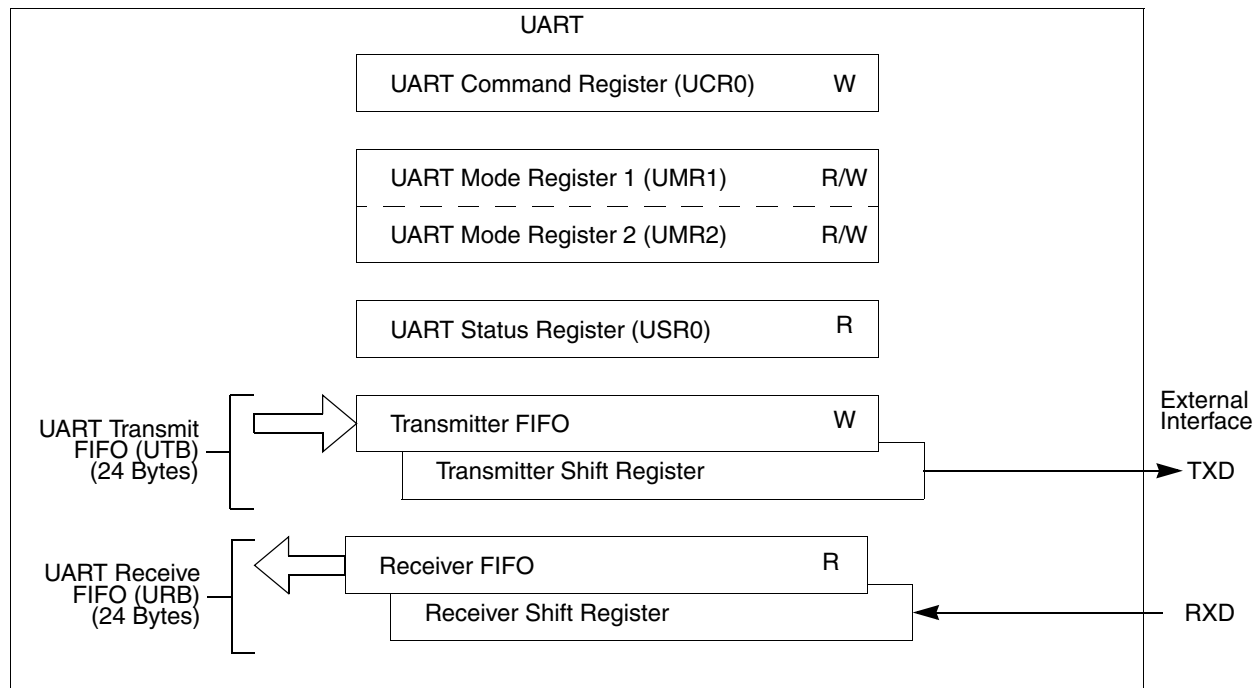 UART
UART Command Register (UCR0) W
UART Mode Register 1 (UMR1) R/W
UART Mode Register 2 (UMR2) R/W
UART Status Register (USR0) R
UART Transmit
FIFO (UTB)
(24 Bytes)
Transmitter FIFO W
Transmitter Shift Register
External
Interface
TXD
UART Receive
FIFO (URB)
(24 Bytes)
Receiver FIFO R
Receiver Shift Register
RXD